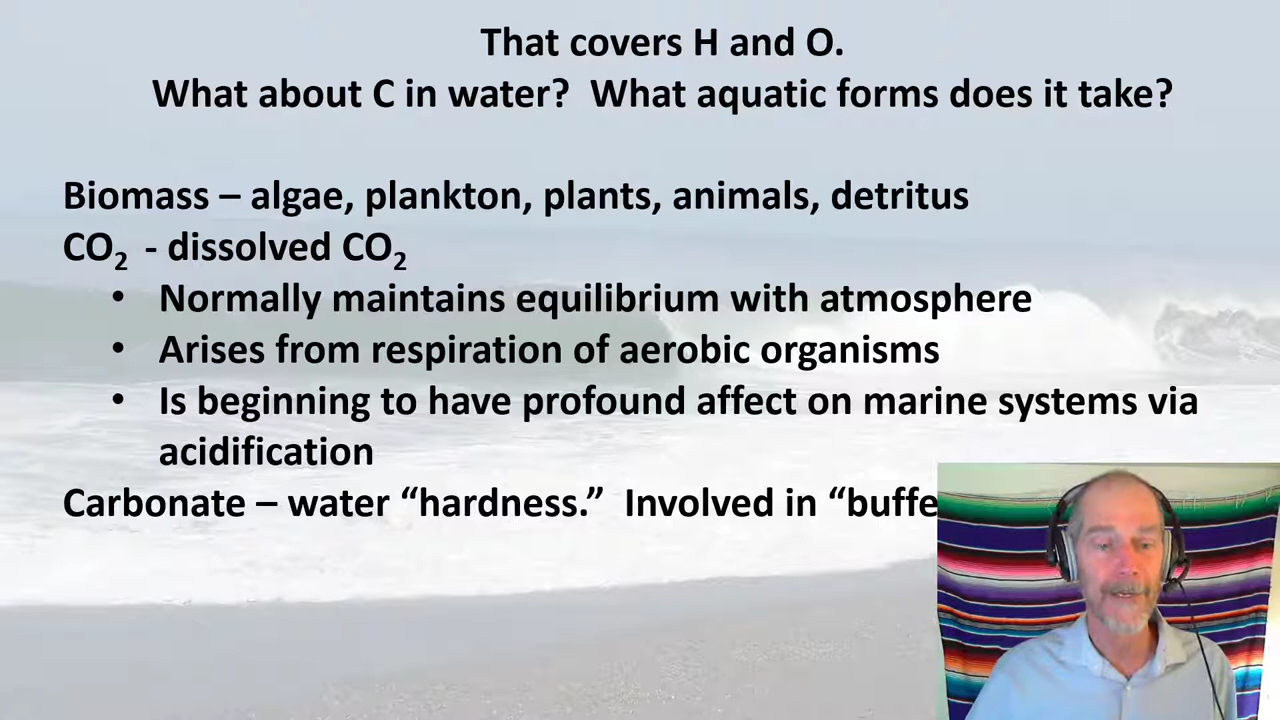 That covers H and O.
What about C in water? What aquatic forms does it take?
Biomass – algae, plankton, plants, animals, detritus
CO₂ - dissolved CO₂
• Normally maintains equilibrium with atmosphere
• Arises from respiration of aerobic organisms
• Is beginning to have profound affect on marine systems via
acidification
Carbonate – water “hardness.” Involved in “buffe